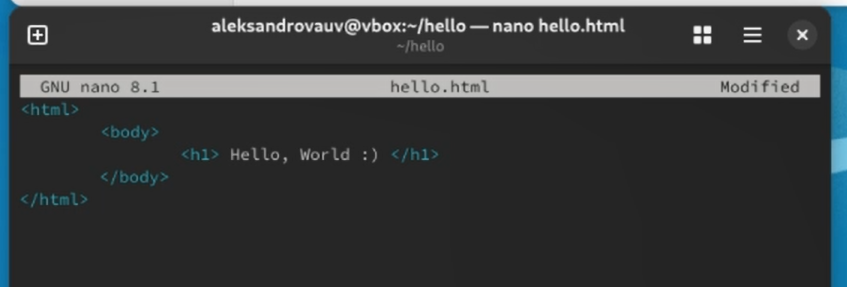 aleksandrovauv@vbox:~/hello — nano hello.html
~/hello
GNU nano 8.1 hello.html Modified
<html>
<body>
<h1> Hello, World :) </h1>
</body>
</html>